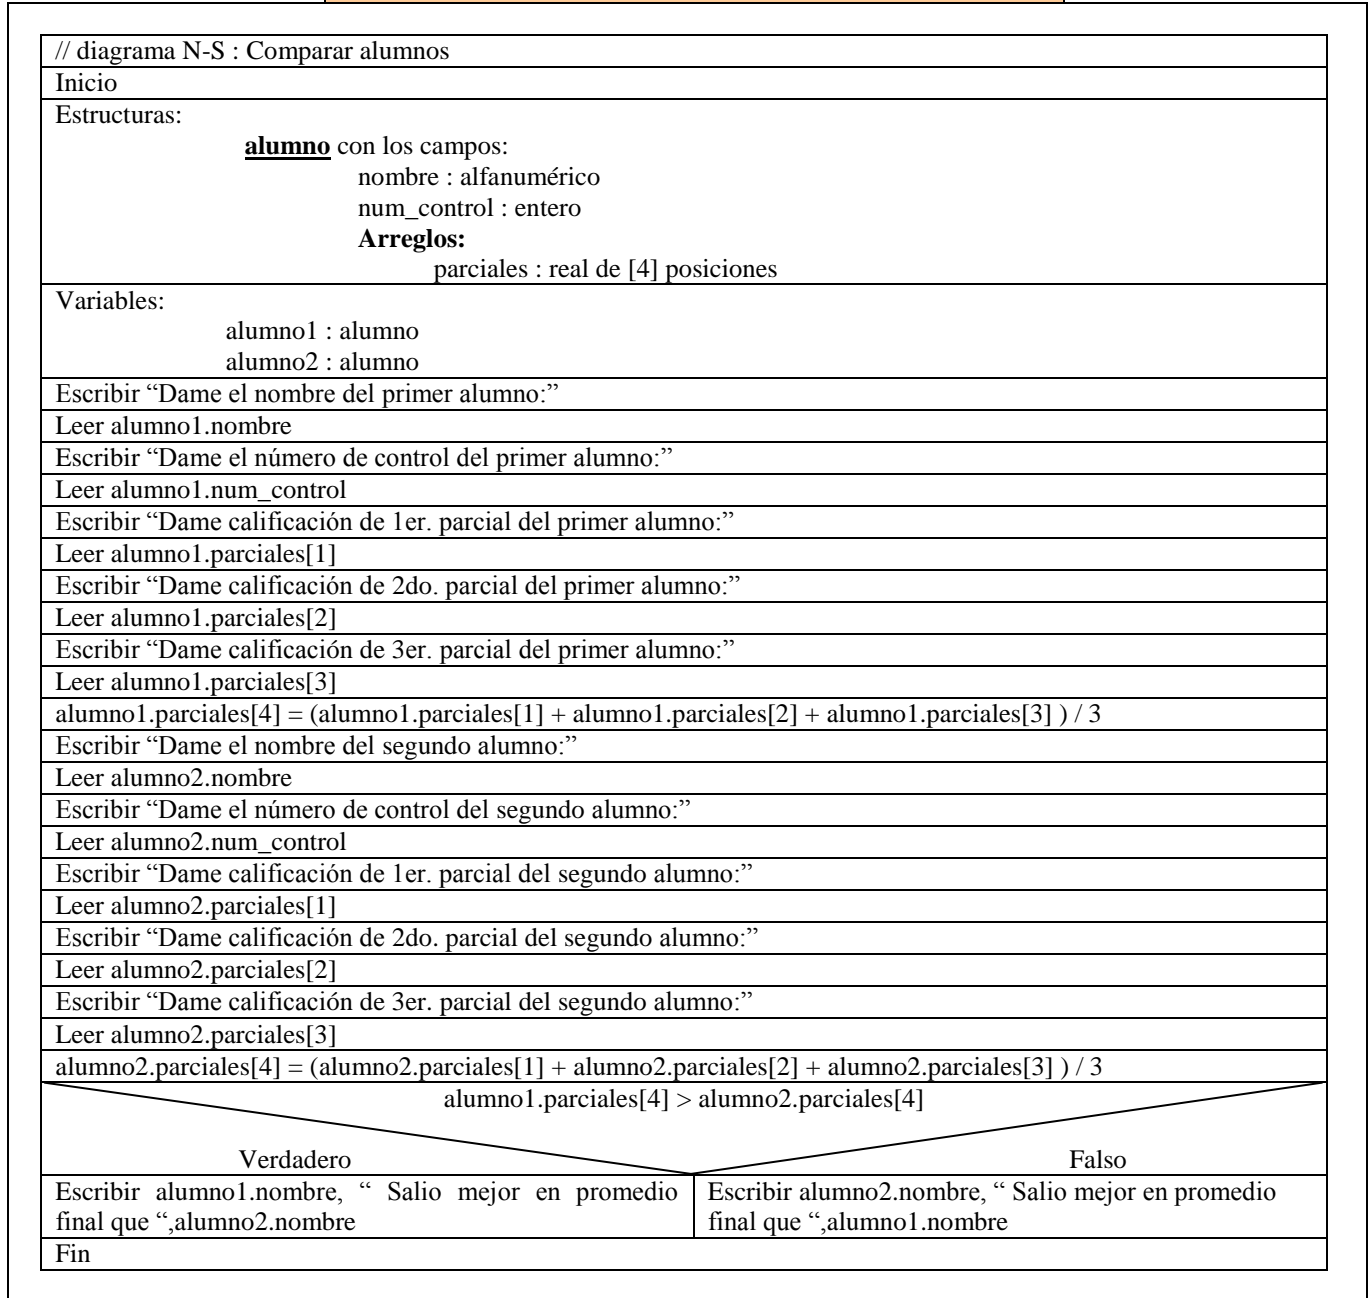 // diagrama N-S : Comparar alumnos
Inicio
Estructuras:
alumno con los campos:
nombre : alfanumérico
num_control : entero
Arreglos:
parciales : real de [4] posiciones
Variables:
alumno1 : alumno
alumno2 : alumno
Escribir “Dame el nombre del primer alumno:”
Leer alumno1.nombre
Escribir “Dame el número de control del primer alumno:”
Leer alumno1.num_control
Escribir “Dame calificación de 1er. parcial del primer alumno:”
Leer alumno1.parciales[1]
Escribir “Dame calificación de 2do. parcial del primer alumno:”
Leer alumno1.parciales[2]
Escribir “Dame calificación de 3er. parcial del primer alumno:”
Leer alumno1.parciales[3]
alumno1.parciales[4] = (alumno1.parciales[1] + alumno1.parciales[2] + alumno1.parciales[3] ) / 3
Escribir “Dame el nombre del segundo alumno:”
Leer alumno2.nombre
Escribir “Dame el número de control del segundo alumno:”
Leer alumno2.num_control
Escribir “Dame calificación de 1er. parcial del segundo alumno:”
Leer alumno2.parciales[1]
Escribir “Dame calificación de 2do. parcial del segundo alumno:”
Leer alumno2.parciales[2]
Escribir “Dame calificación de 3er. parcial del segundo alumno:”
Leer alumno2.parciales[3]
alumno2.parciales[4] = (alumno2.parciales[1] + alumno2.parciales[2] + alumno2.parciales[3] ) / 3
alumno1.parciales[4] > alumno2.parciales[4]
Verdadero
Falso
Escribir alumno1.nombre, “ Salio mejor en promedio
final que “,alumno2.nombre
Escribir alumno2.nombre, “ Salio mejor en promedio
final que “,alumno1.nombre
Fin